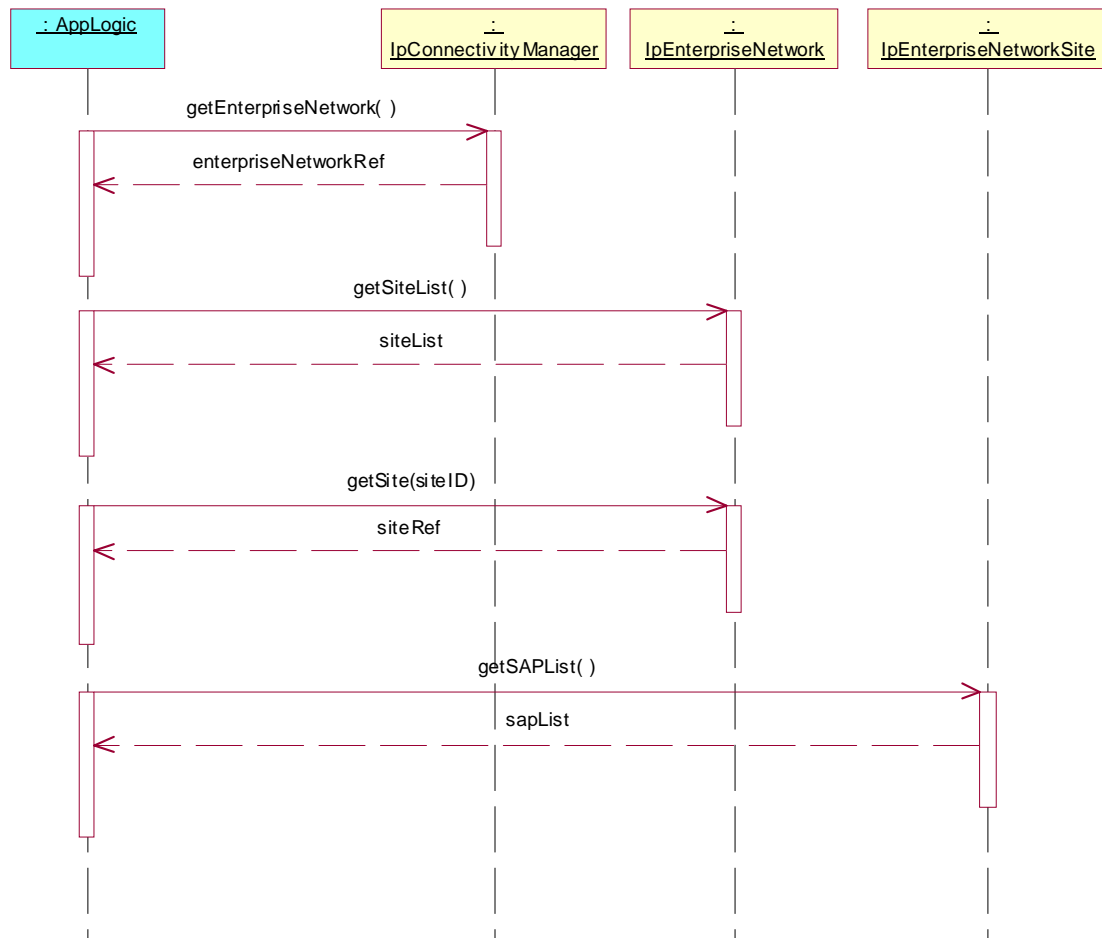 : AppLogic
:
IpConnectivityManager
:
IpEnterpriseNetwork
:
IpEnterpriseNetworkSite
getEnterpriseNetwork( )
enterpriseNetworkRef
getSiteList( )
siteList
getSite(siteID)
siteRef
getSAPList( )
sapList